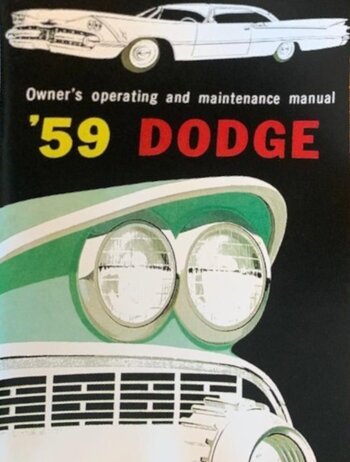 Owner's operating and maintenance manual
'59 DODGE